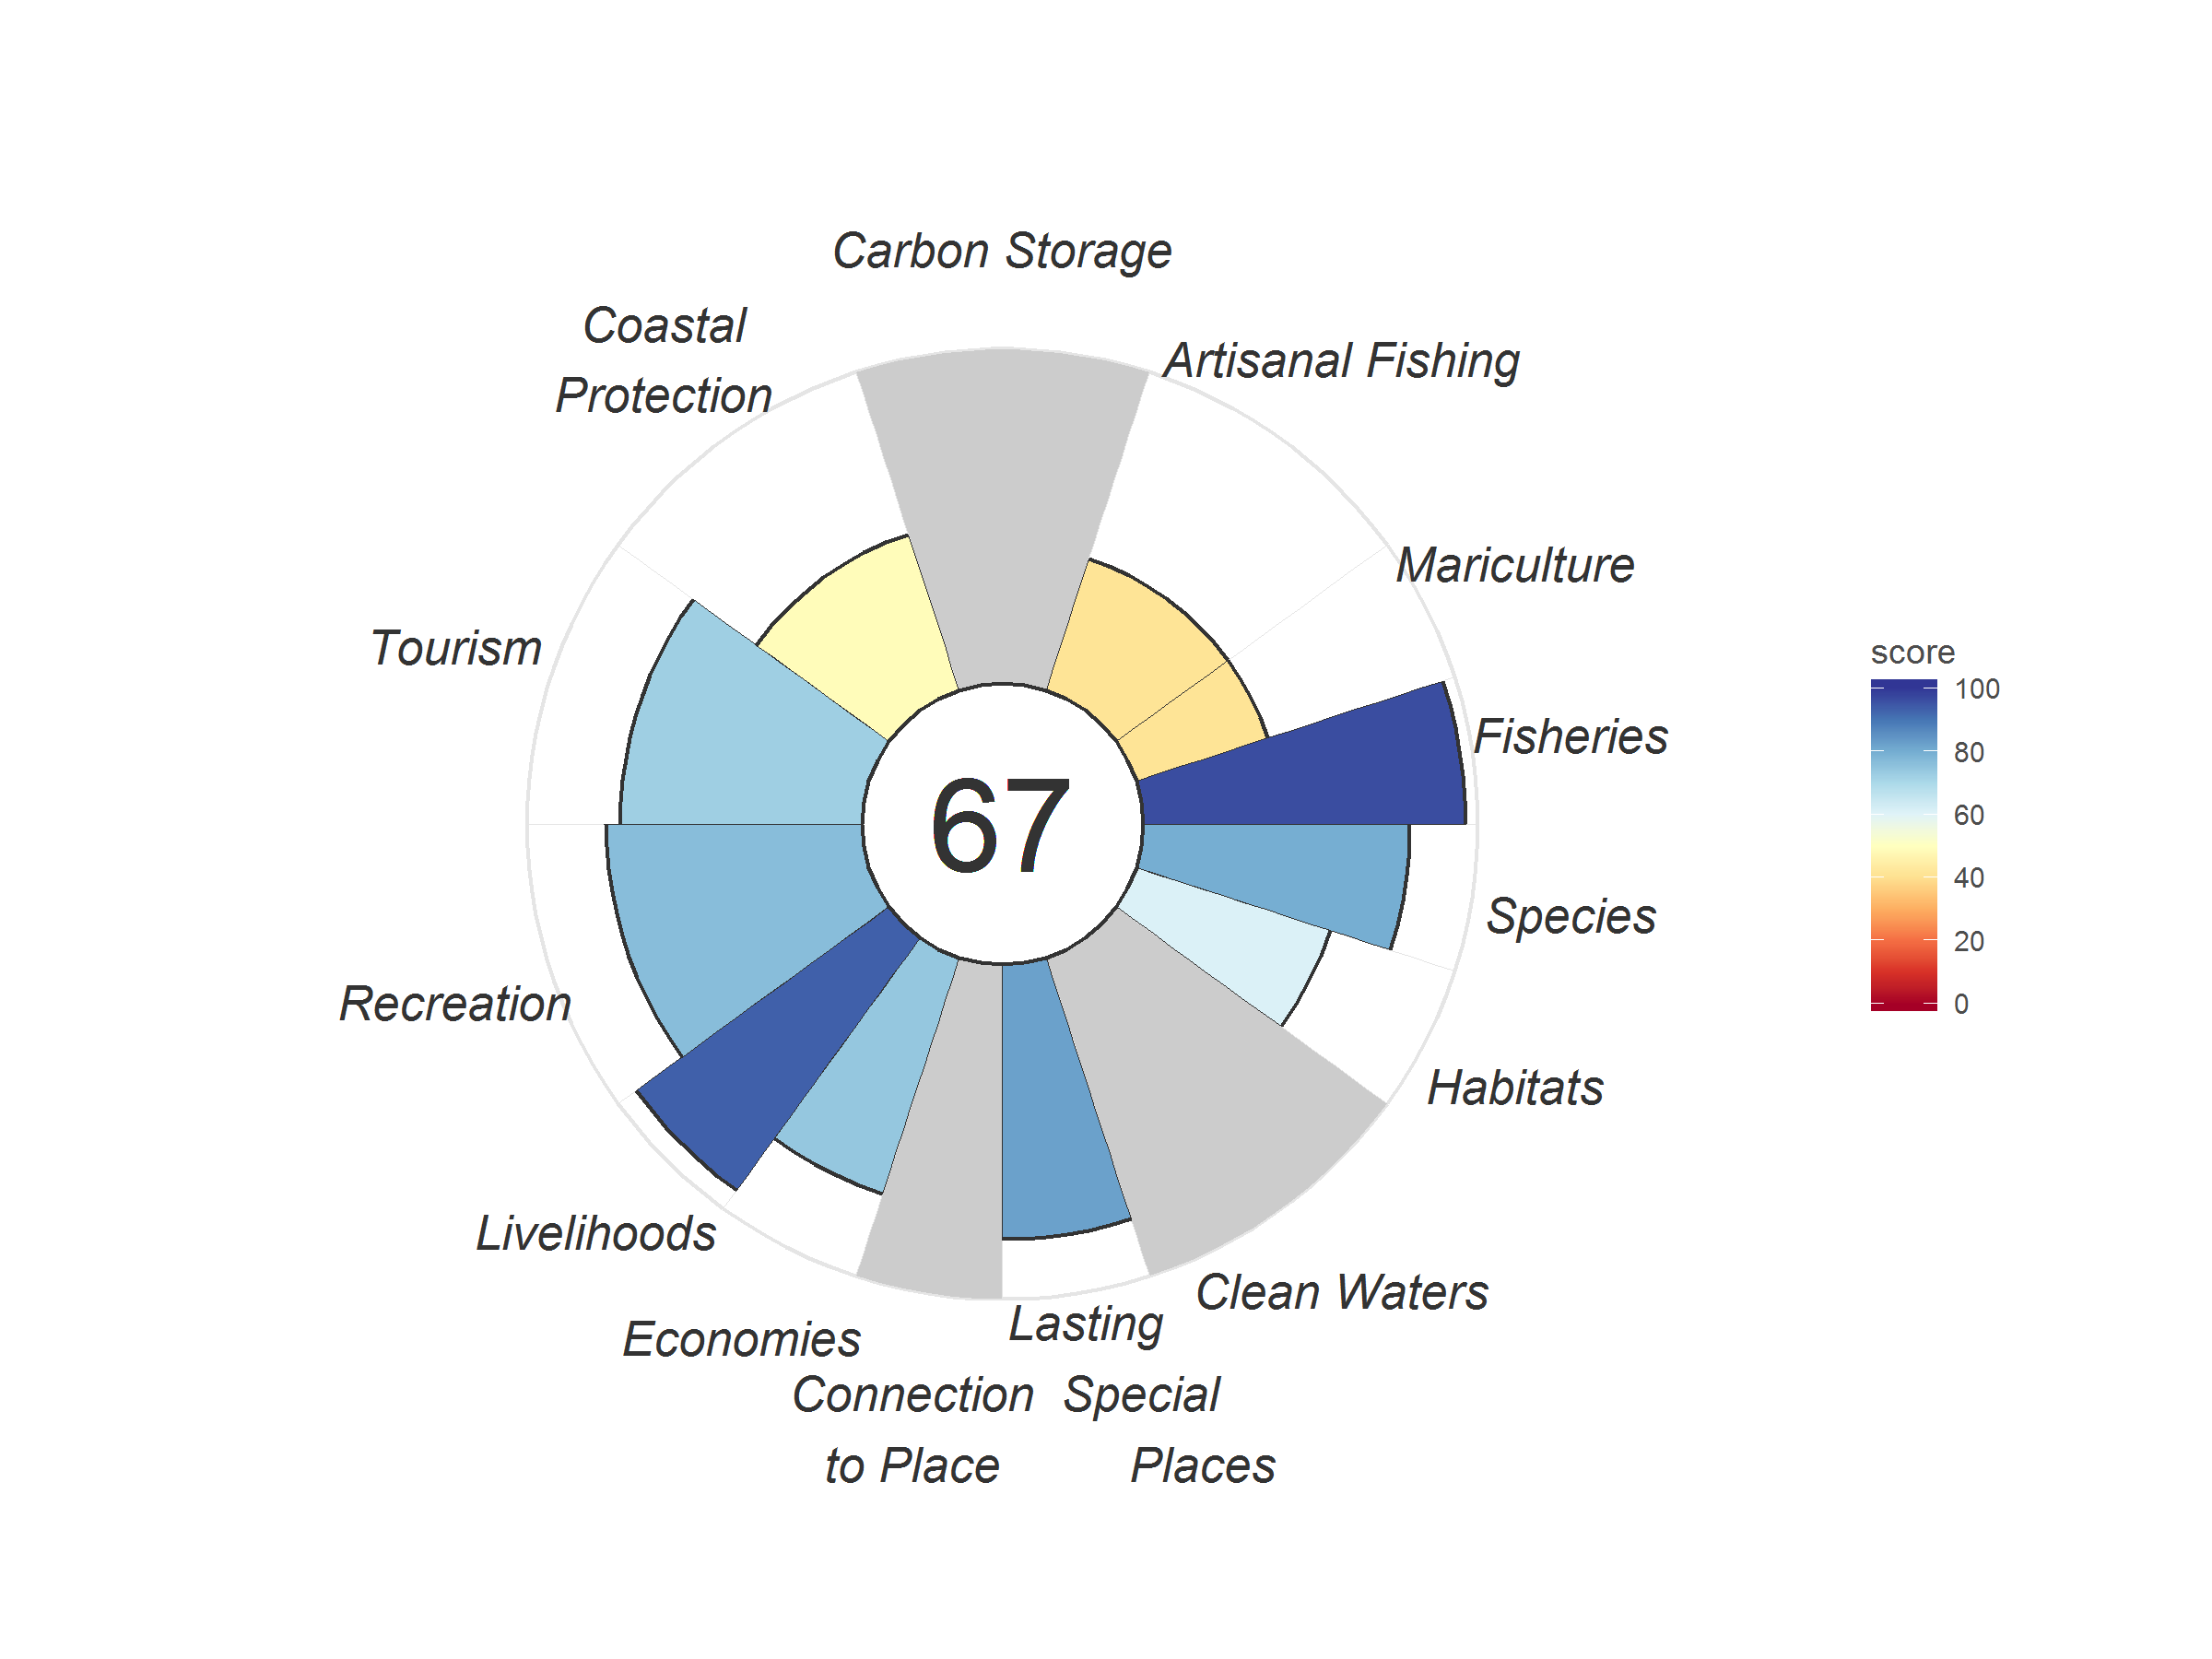 Carbon Storage
Coastal
Protection
Artisanal Fishing
Mariculture
Tourism
Fisheries
score
100
80
60
40
20
0
67
Species
Recreation
Habitats
Livelihoods
Clean Waters
Economies
Lasting
Special
Places
Connection
to Place